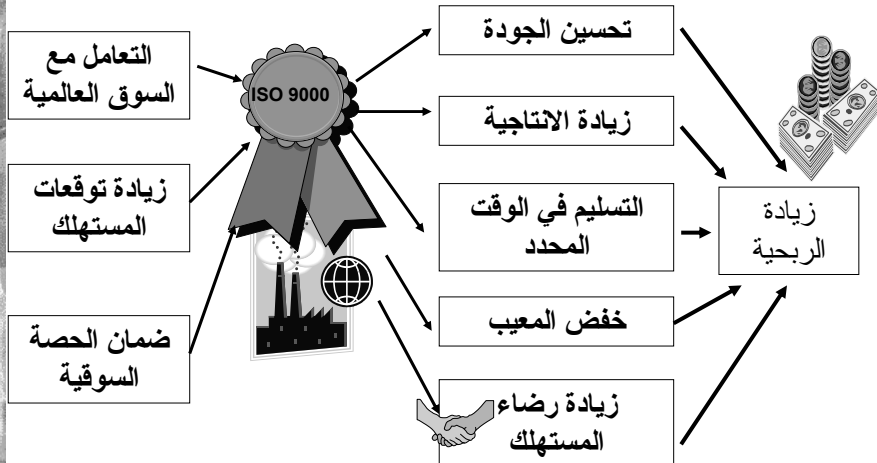 التعامل مع
السوق العالمية
زيادة توقعات
المستهلك
ضمان الحصة
السوقية
ISO 9000
تحسين الجودة
زيادة الانتاجية
التسليم في الوقت
المحدد
خفض المعيب
زيادة رضاء
المستهلك
زيادة
الربحية